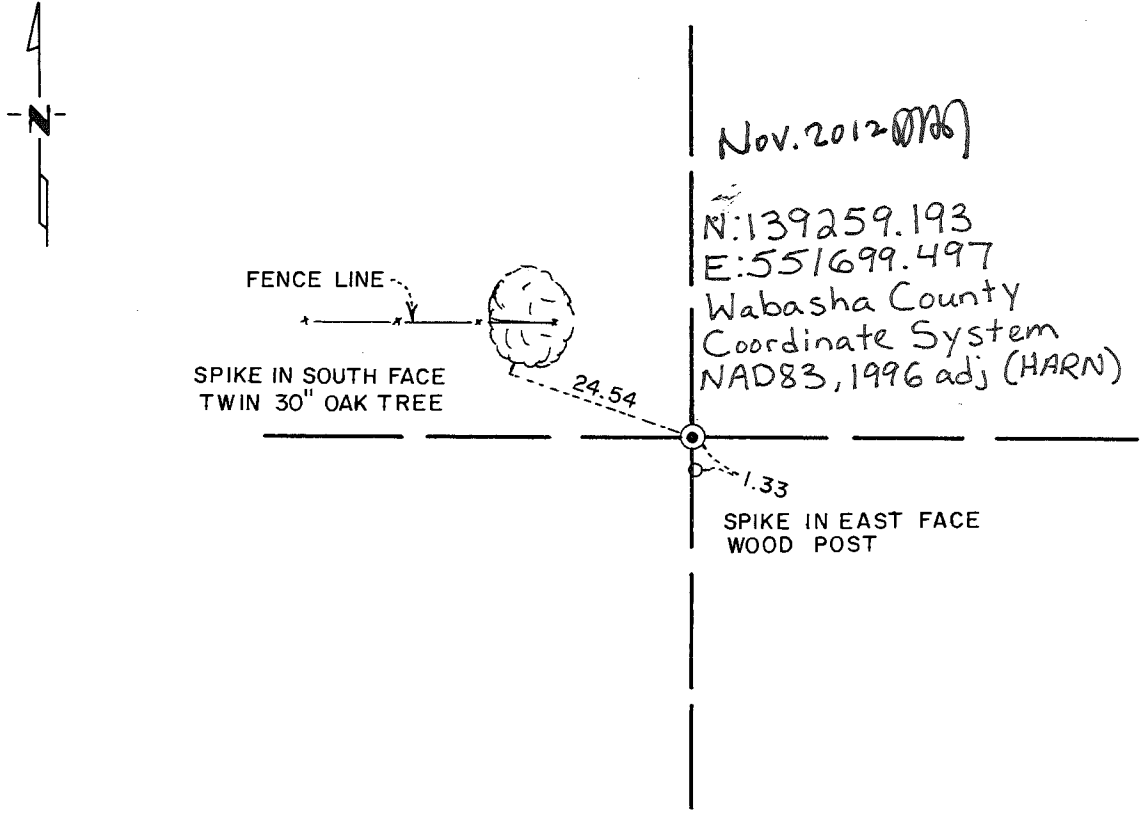 N
Nov. 2012
N:139259.193
E:551699.497
Wabasha County
Coordinate System
NAD83, 1996 adj (HARN)
FENCE LINE
SPIKE IN SOUTH FACE
TWIN 30" OAK TREE
24.54
1.33
SPIKE IN EAST FACE
WOOD POST